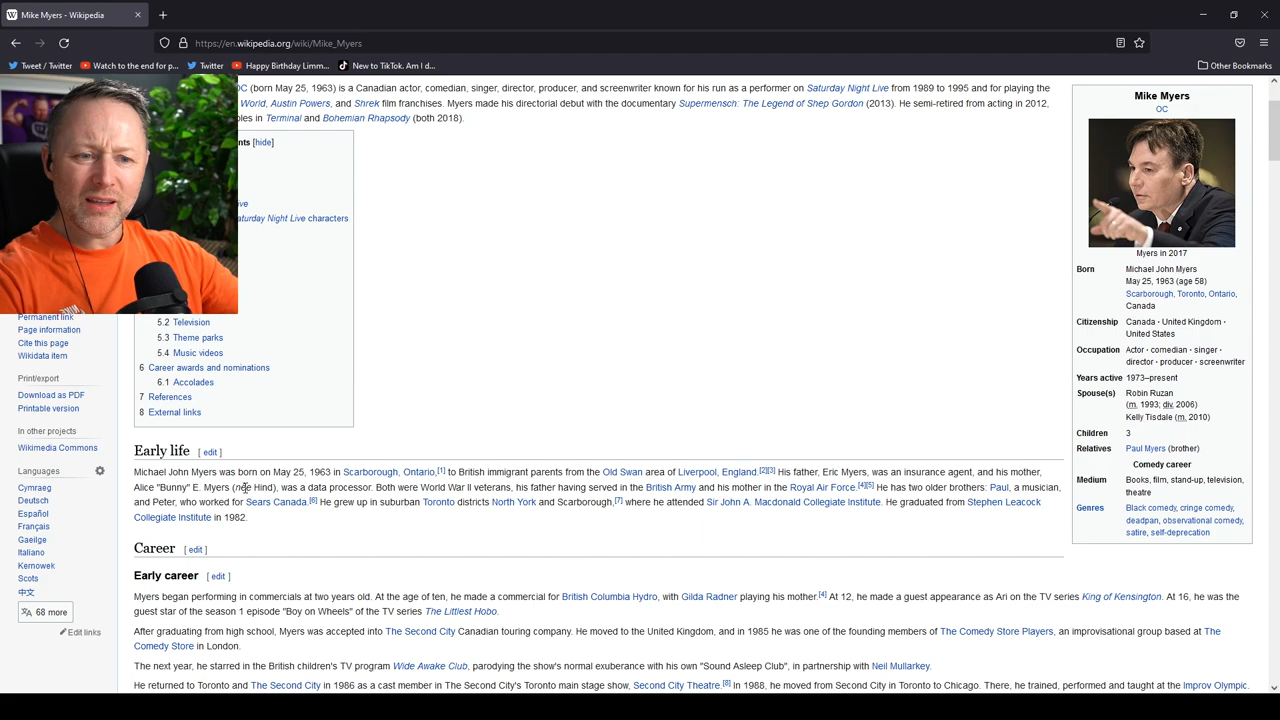 Mike Myers - Wikipedia
https://en.wikipedia.org/wiki/Mike_Myers
Tweet / Twitter
Watch to the end for p...
Twitter
Happy Birthday Limm...
New to TikTok. Am I d...
Other Bookmarks
OC (born May 25, 1963) is a Canadian actor, comedian, singer, director, producer, and screenwriter known for his run as a performer on Saturday Night Live from 1989 to 1995 and for playing the
World, Austin Powers, and Shrek film franchises. Myers made his directorial debut with the documentary Supermensch: The Legend of Shep Gordon (2013). He semi-retired from acting in 2012,
les in Terminal and Bohemian Rhapsody (both 2018).
nts [hide]
ve
aturday Night Live characters
5.2 Television
5.3 Theme parks
5.4 Music videos
6 Career awards and nominations
6.1 Accolades
7 References
8 External links
Permanent link
Page information
Cite this page
Wikidata item
Print/export
Download as PDF
Printable version
In other projects
Wikimedia Commons
Languages
Cymraeg
Deutsch
Español
Français
Gaeilge
Italiano
Kernowek
Scots
中文
68 more
Edit links
Early life [ edit ]
Michael John Myers was born on May 25, 1963 in Scarborough, Ontario,[1] to British immigrant parents from the Old Swan area of Liverpool, England.[2][3] His father, Eric Myers, was an insurance agent, and his mother,
Alice "Bunny" E. Myers (née Hind), was a data processor. Both were World War II veterans, his father having served in the British Army and his mother in the Royal Air Force.[4][5] He has two older brothers: Paul, a musician,
and Peter, who worked for Sears Canada.[6] He grew up in suburban Toronto districts North York and Scarborough,[7] where he attended Sir John A. Macdonald Collegiate Institute. He graduated from Stephen Leacock
Collegiate Institute in 1982.
Career [ edit ]
Early career [ edit ]
Myers began performing in commercials at two years old. At the age of ten, he made a commercial for British Columbia Hydro, with Gilda Radner playing his mother.[4] At 12, he made a guest appearance as Ari on the TV series King of Kensington. At 16, he was the
guest star of the season 1 episode "Boy on Wheels" of the TV series The Littlest Hobo.
After graduating from high school, Myers was accepted into The Second City Canadian touring company. He moved to the United Kingdom, and in 1985 he was one of the founding members of The Comedy Store Players, an improvisational group based at The
Comedy Store in London.
The next year, he starred in the British children's TV program Wide Awake Club, parodying the show's normal exuberance with his own "Sound Asleep Club", in partnership with Neil Mullarkey.
He returned to Toronto and The Second City in 1986 as a cast member in The Second City's Toronto main stage show, Second City Theatre.[8] In 1988, he moved from Second City in Toronto to Chicago. There, he trained, performed and taught at the Improv Olympic.
Mike Myers
OC
Myers in 2017
Born Michael John Myers
May 25, 1963 (age 58)
Scarborough, Toronto, Ontario,
Canada
Citizenship Canada · United Kingdom ·
United States
Occupation Actor · comedian · singer ·
director · producer · screenwriter
Years active 1973–present
Spouse(s) Robin Ruzan
(m. 1993; div. 2006)
Kelly Tisdale (m. 2010)
Children 3
Relatives Paul Myers (brother)
Comedy career
Medium Books, film, stand-up, television,
theatre
Genres Black comedy, cringe comedy,
deadpan, observational comedy,
satire, self-deprecation